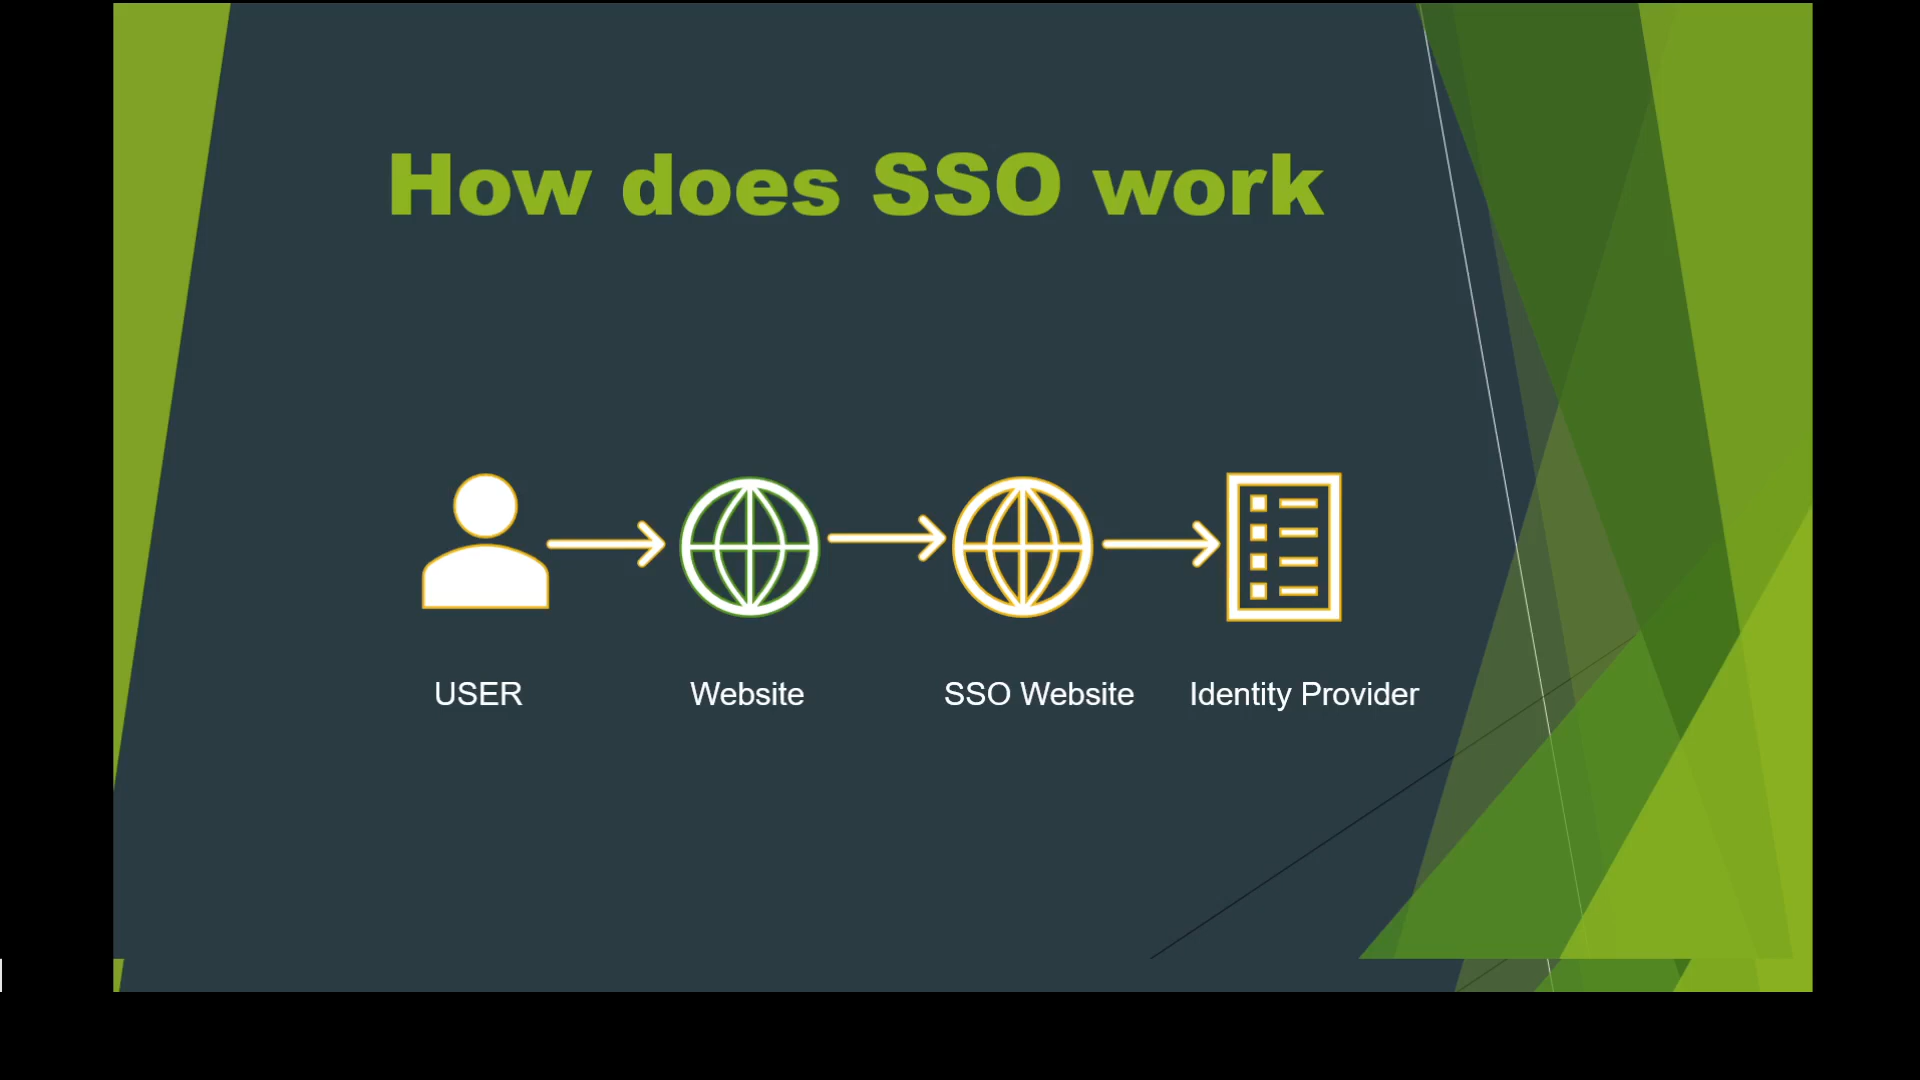 How does SSO work
USER
Website
SSO Website
Identity Provider